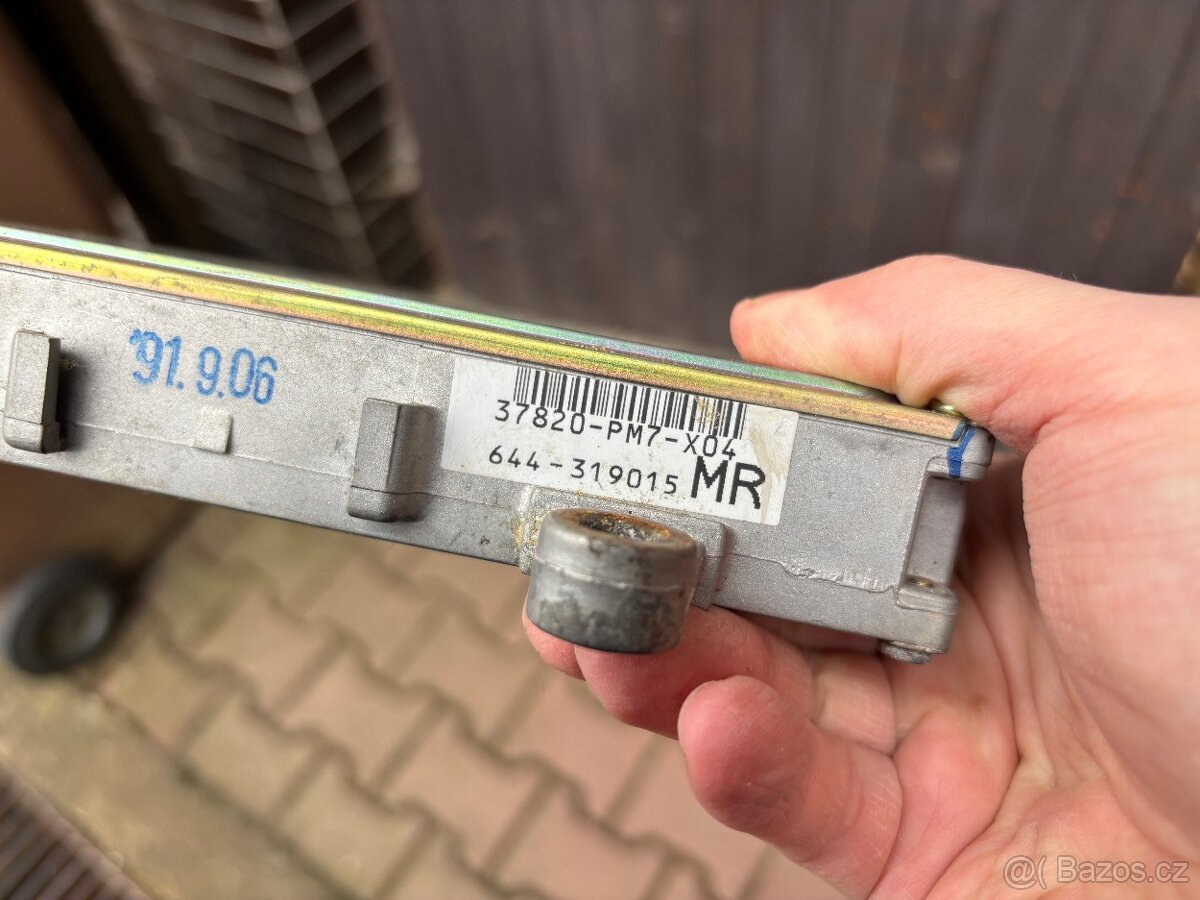 '91.9.06
37820-PM7-X04
644-319015 MR
@( Bazos.cz